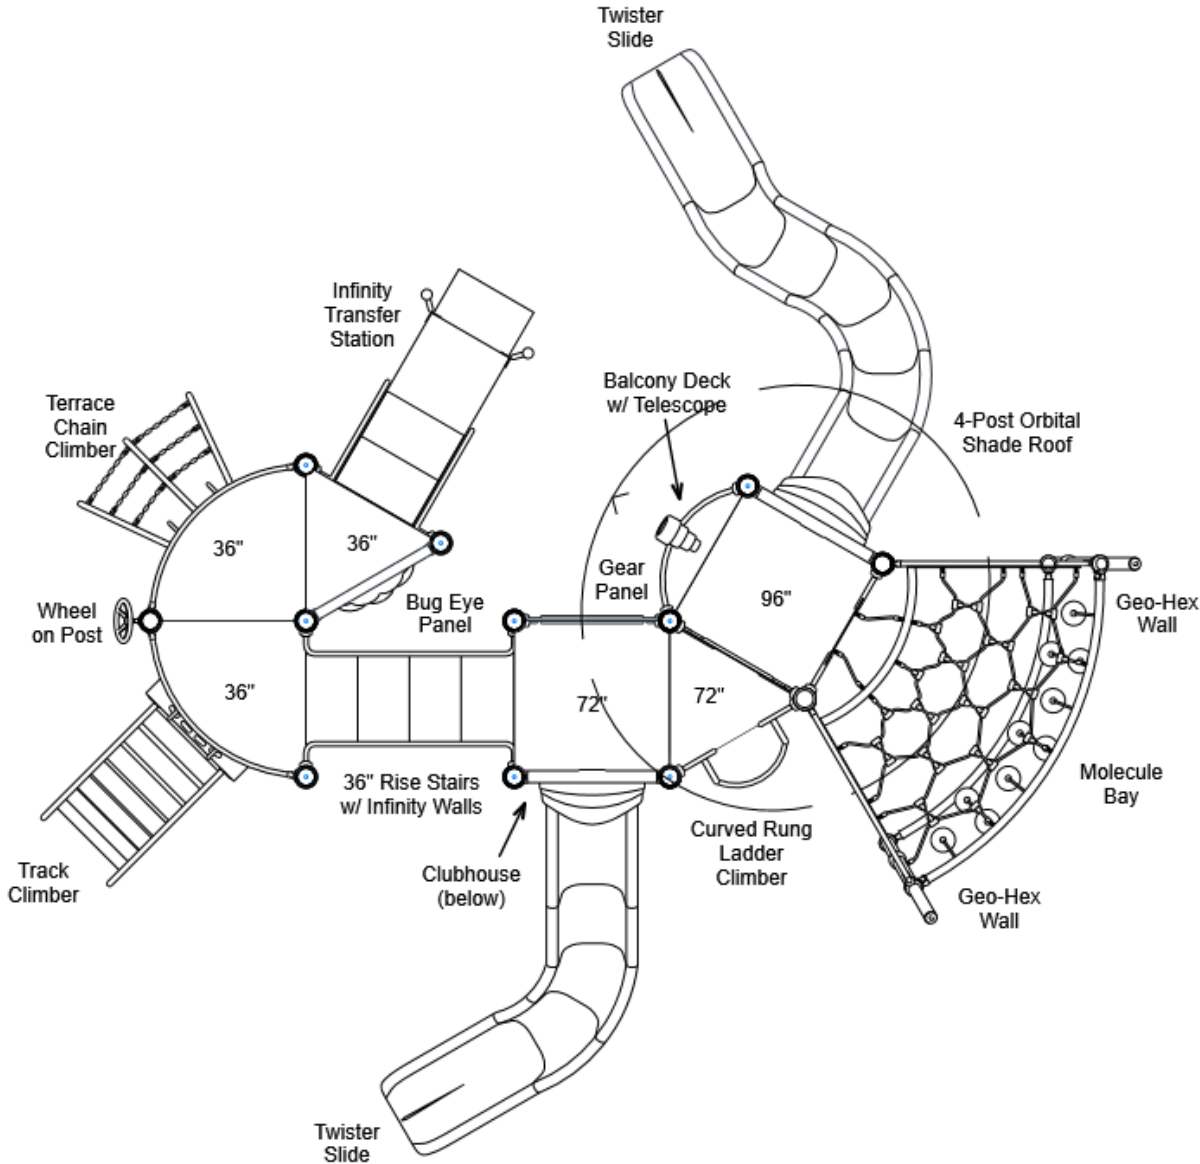 Twister
Slide
Infinity
Transfer
Station
Balcony Deck
w/ Telescope
Terrace
Chain
Climber
4-Post Orbital
Shade Roof
36"
36"
Gear
Panel
Wheel
on Post
Bug Eye
Panel
96"
Geo-Hex
Wall
36"
72"
72"
36" Rise Stairs
w/ Infinity Walls
Molecule
Bay
Track
Climber
Clubhouse
(below)
Curved Rung
Ladder
Climber
Geo-Hex
Wall
Twister
Slide